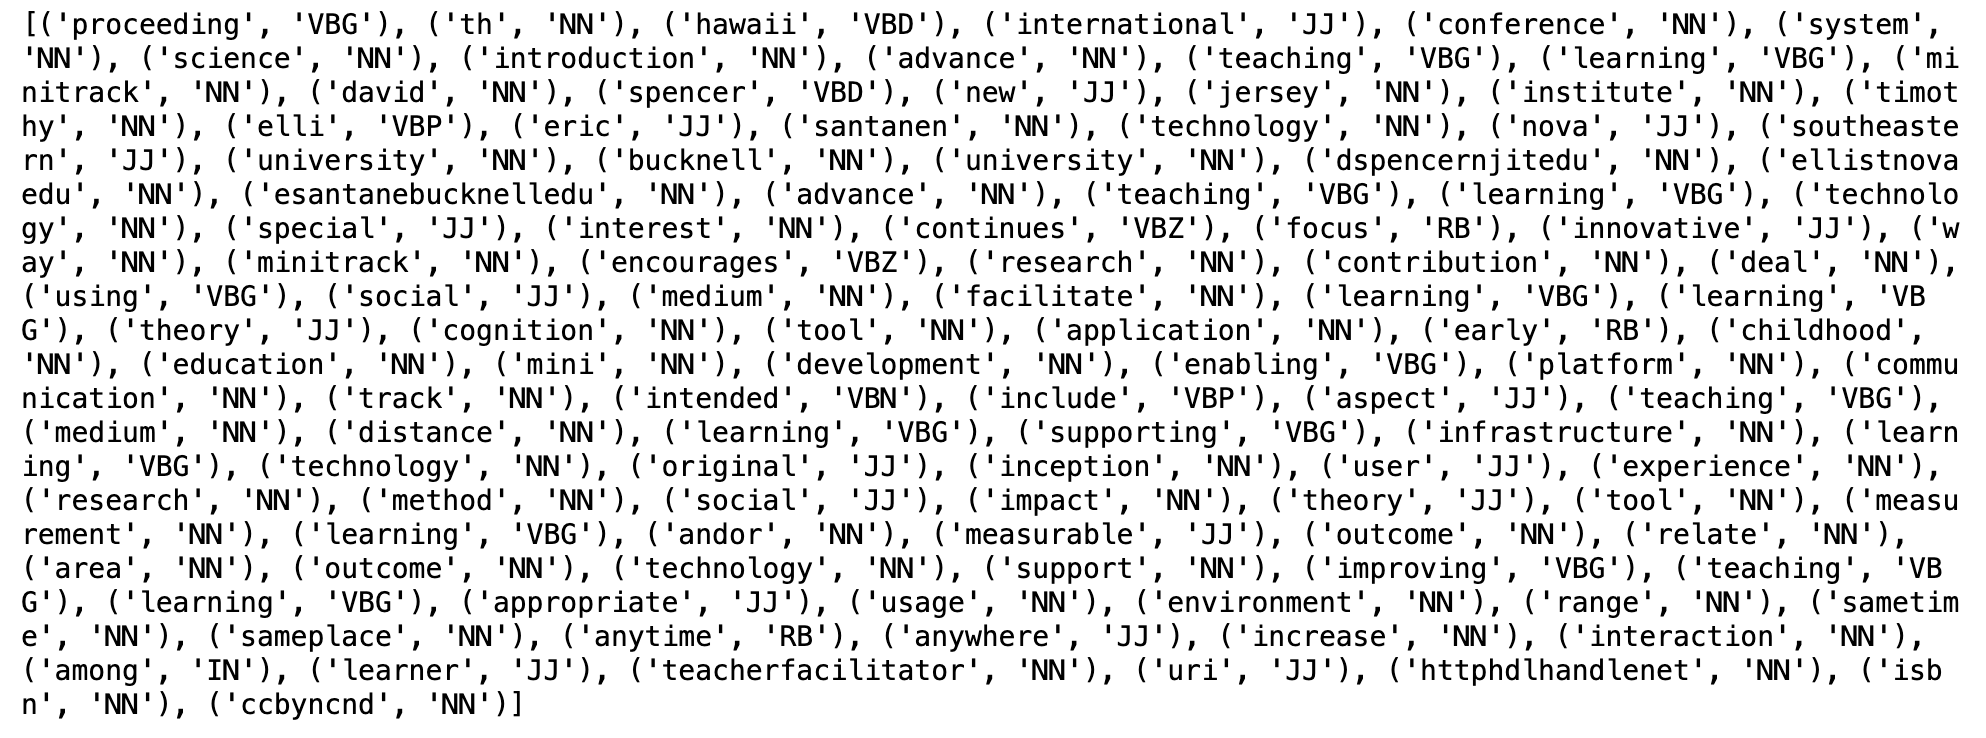 [('proceeding', 'VBG'), ('th', 'NN'), ('hawaii', 'VBD'), ('international', 'JJ'), ('conference', 'NN'), ('system',
'NN'), ('science', 'NN'), ('introduction', 'NN'), ('advance', 'NN'), ('teaching', 'VBG'), ('learning', 'VBG'), ('mi
nitrack', 'NN'), ('david', 'NN'), ('spencer', 'VBD'), ('new', 'JJ'), ('jersey', 'NN'), ('institute', 'NN'), ('timot
hy', 'NN'), ('elli', 'VBP'), ('eric', 'JJ'), ('santanen', 'NN'), ('technology', 'NN'), ('nova', 'JJ'), ('southeaste
rn', 'JJ'), ('university', 'NN'), ('bucknell', 'NN'), ('university', 'NN'), ('dspencernjitedu', 'NN'), ('ellistnova
edu', 'NN'), ('esantanebucknelledu', 'NN'), ('advance', 'NN'), ('teaching', 'VBG'), ('learning', 'VBG'), ('technolo
gy', 'NN'), ('special', 'JJ'), ('interest', 'NN'), ('continues', 'VBZ'), ('focus', 'RB'), ('innovative', 'JJ'), ('w
ay', 'NN'), ('minitrack', 'NN'), ('encourages', 'VBZ'), ('research', 'NN'), ('contribution', 'NN'), ('deal', 'NN'),
('using', 'VBG'), ('social', 'JJ'), ('medium', 'NN'), ('facilitate', 'NN'), ('learning', 'VBG'), ('learning', 'VB
G'), ('theory', 'JJ'), ('cognition', 'NN'), ('tool', 'NN'), ('application', 'NN'), ('early', 'RB'), ('childhood',
'NN'), ('education', 'NN'), ('mini', 'NN'), ('development', 'NN'), ('enabling', 'VBG'), ('platform', 'NN'), ('commu
nication', 'NN'), ('track', 'NN'), ('intended', 'VBN'), ('include', 'VBP'), ('aspect', 'JJ'), ('teaching', 'VBG'),
('medium', 'NN'), ('distance', 'NN'), ('learning', 'VBG'), ('supporting', 'VBG'), ('infrastructure', 'NN'), ('learn
ing', 'VBG'), ('technology', 'NN'), ('original', 'JJ'), ('inception', 'NN'), ('user', 'JJ'), ('experience', 'NN'),
('research', 'NN'), ('method', 'NN'), ('social', 'JJ'), ('impact', 'NN'), ('theory', 'JJ'), ('tool', 'NN'), ('measu
rement', 'NN'), ('learning', 'VBG'), ('andor', 'NN'), ('measurable', 'JJ'), ('outcome', 'NN'), ('relate', 'NN'),
('area', 'NN'), ('outcome', 'NN'), ('technology', 'NN'), ('support', 'NN'), ('improving', 'VBG'), ('teaching', 'VB
G'), ('learning', 'VBG'), ('appropriate', 'JJ'), ('usage', 'NN'), ('environment', 'NN'), ('range', 'NN'), ('sametim
e', 'NN'), ('sameplace', 'NN'), ('anytime', 'RB'), ('anywhere', 'JJ'), ('increase', 'NN'), ('interaction', 'NN'),
('among', 'IN'), ('learner', 'JJ'), ('teacherfacilitator', 'NN'), ('uri', 'JJ'), ('httphdlhandlenet', 'NN'), ('isb
n', 'NN'), ('ccbyncnd', 'NN')]